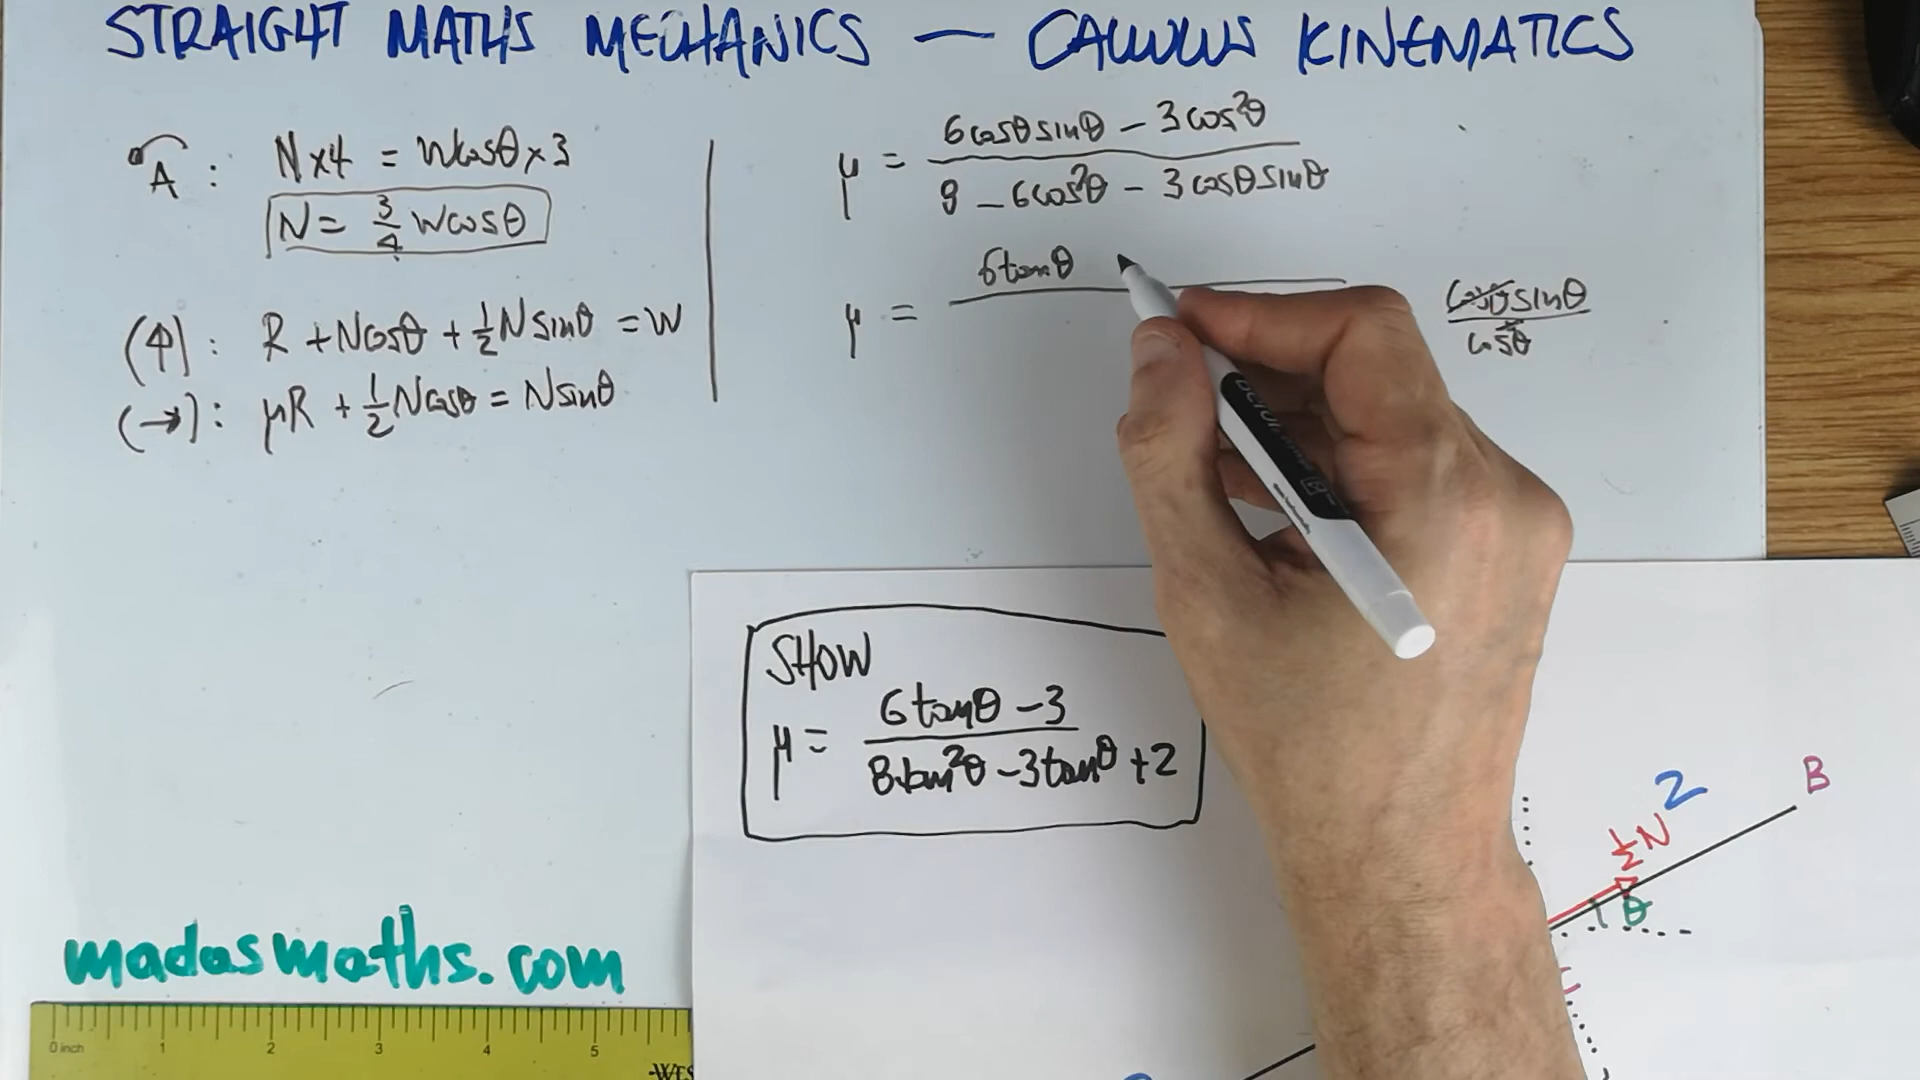 STRAIGHT MATHS MECHANICS — CALCULUS KINEMATICS
A : N×4 = Wcosθ×3
N = 3/4 Wcosθ
(↑) : R + Ncosθ + 1/2 N sinθ = W
(→) : μR + 1/2 Ncosθ = Nsinθ
μ = (6cosθsinθ – 3cos²θ) / (8 – 6cos²θ – 3cosθsinθ)
μ = 6tanθ
cosθsinθ / cos²θ
SHOW
μ = (6tanθ – 3) / (8tan²θ – 3tanθ + 2)
2
B
1/2 N
θ
madasmaths.com
0 inch 1 2 3 4 5